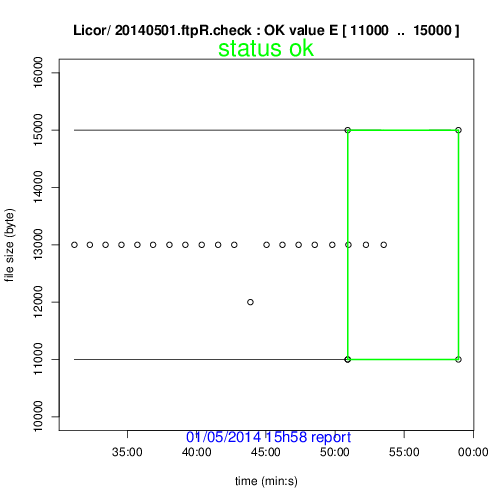 Licor/ 20140501.ftpR.check : OK value E [ 11000 .. 15000 ]
status ok
16000
15000
14000
13000
12000
11000
10000
file size (byte)
01/05/2014 15h58 report
35:00 40:00 45:00 50:00 55:00 00:00
time (min:s)